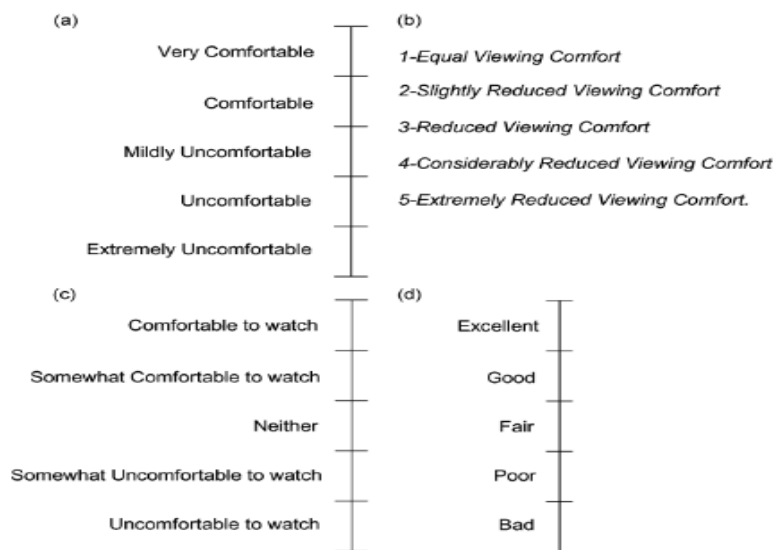 (a)
Very Comfortable
Comfortable
Mildly Uncomfortable
Uncomfortable
Extremely Uncomfortable
(b)
1-Equal Viewing Comfort
2-Slightly Reduced Viewing Comfort
3-Reduced Viewing Comfort
4-Considerably Reduced Viewing Comfort
5-Extremely Reduced Viewing Comfort.
(c)
Comfortable to watch
Somewhat Comfortable to watch
Neither
Somewhat Uncomfortable to watch
Uncomfortable to watch
(d)
Excellent
Good
Fair
Poor
Bad